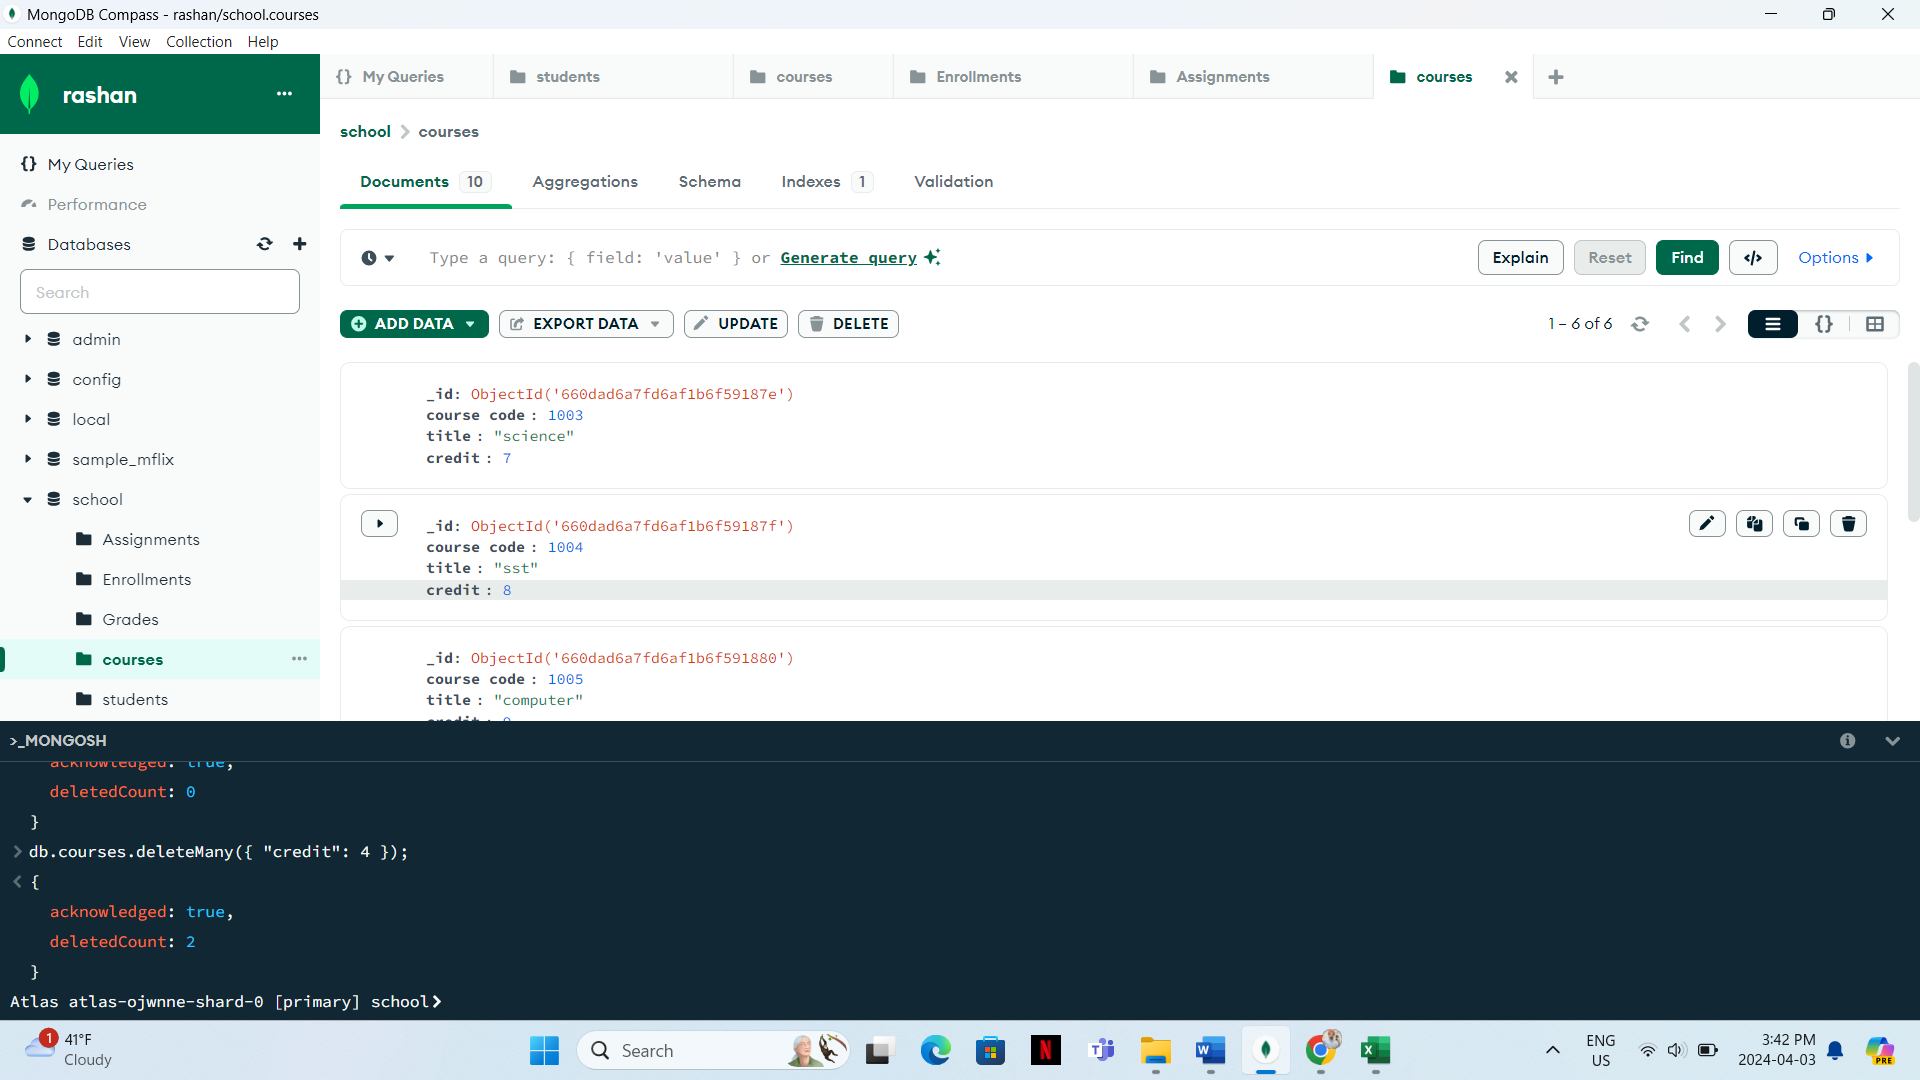 MongoDB Compass - rashan/school.courses
Connect Edit View Collection Help
rashan
My Queries
Performance
Databases
Search
admin
config
local
sample_mflix
school
Assignments
Enrollments
Grades
courses
students
{} My Queries students courses Enrollments Assignments courses
school > courses
Documents 10 Aggregations Schema Indexes 1 Validation
Type a query: { field: 'value' } or Generate query
Explain Reset Find </> Options
ADD DATA EXPORT DATA UPDATE DELETE
1 – 6 of 6 {}
_id: ObjectId('660dad6a7fd6af1b6f59187e')
course code : 1003
title : "science"
credit : 7
_id: ObjectId('660dad6a7fd6af1b6f59187f')
course code : 1004
title : "sst"
credit : 8
_id: ObjectId('660dad6a7fd6af1b6f591880')
course code : 1005
title : "computer"
>_MONGOSH
acknowledged: true,
deletedCount: 0
}
> db.courses.deleteMany({ "credit": 4 });
< {
acknowledged: true,
deletedCount: 2
}
Atlas atlas-ojwnne-shard-0 [primary] school>
1
41°F
Cloudy
Search
N
W
PRE
ENG
US
3:42 PM
2024-04-03